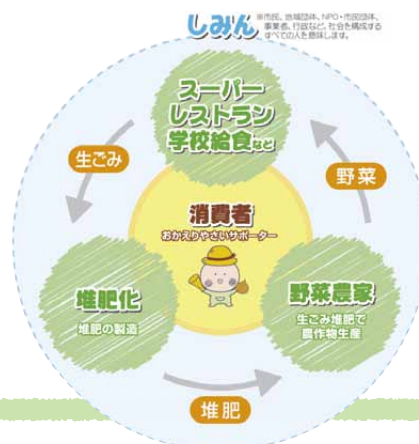 しみん
※市民、地域団体、NPO・市民団体、
事業者、行政など、社会を構成する
すべての人を意味します。
スーパー
レストラン
学校給食など
生ごみ
野菜
消費者
おかえりやさいサポーター
堆肥化
堆肥の製造
野菜農家
生ごみ堆肥で
農作物生産
堆肥